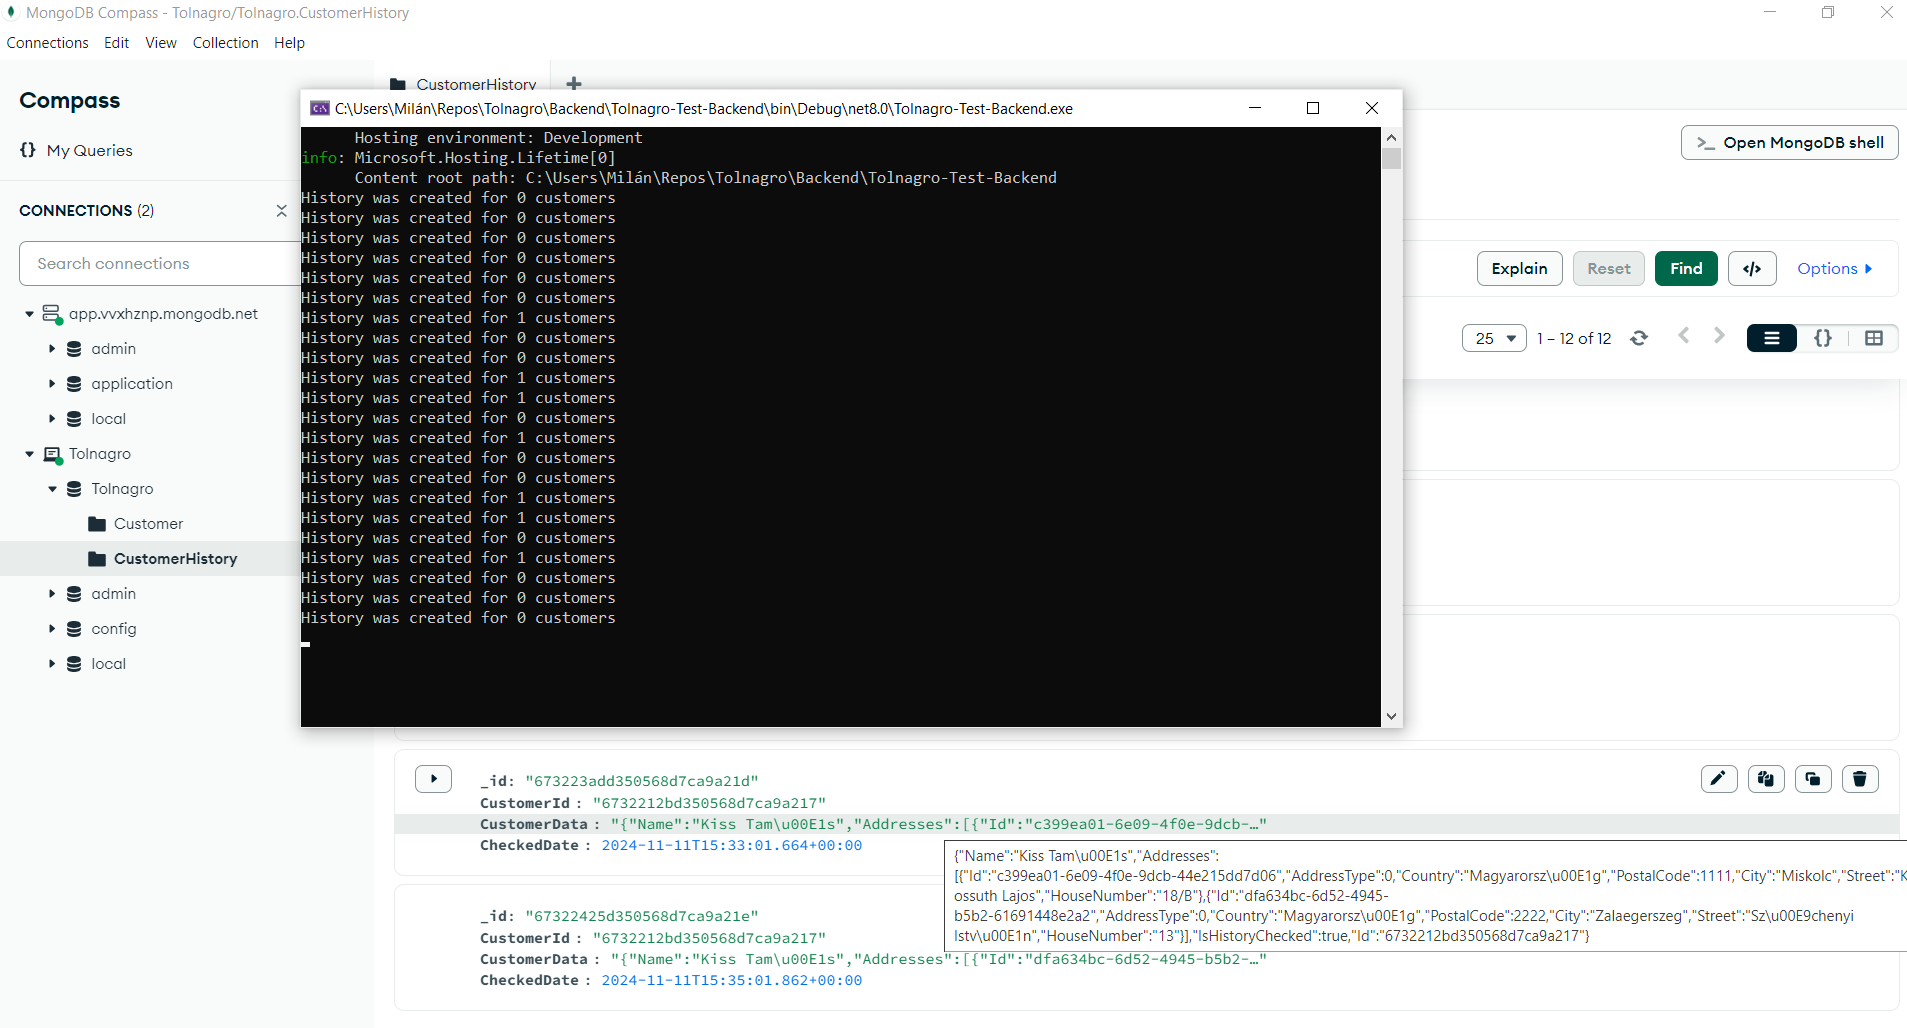 MongoDB Compass - Tolnagro/Tolnagro.CustomerHistory
Connections Edit View Collection Help
Compass
{} My Queries
CONNECTIONS (2)
Search connections
app.vvxhznp.mongodb.net
admin
application
local
Tolnagro
Tolnagro
Customer
CustomerHistory
admin
config
local
CustomerHistory +
>_ Open MongoDB shell
Explain Reset Find </> Options
25 1 – 12 of 12
C:\Users\Milán\Repos\Tolnagro\Backend\Tolnagro-Test-Backend\bin\Debug\net8.0\Tolnagro-Test-Backend.exe
Hosting environment: Development
info: Microsoft.Hosting.Lifetime[0]
Content root path: C:\Users\Milán\Repos\Tolnagro\Backend\Tolnagro-Test-Backend
History was created for 0 customers
History was created for 0 customers
History was created for 0 customers
History was created for 0 customers
History was created for 0 customers
History was created for 0 customers
History was created for 1 customers
History was created for 0 customers
History was created for 0 customers
History was created for 1 customers
History was created for 1 customers
History was created for 0 customers
History was created for 1 customers
History was created for 0 customers
History was created for 0 customers
History was created for 1 customers
History was created for 1 customers
History was created for 0 customers
History was created for 1 customers
History was created for 0 customers
History was created for 0 customers
History was created for 0 customers
_id: "673223add350568d7ca9a21d"
CustomerId : "6732212bd350568d7ca9a217"
CustomerData : "{"Name":"Kiss Tam\u00E1s","Addresses":[{"Id":"c399ea01-6e09-4f0e-9dcb-…"
CheckedDate : 2024-11-11T15:33:01.664+00:00
{"Name":"Kiss Tam\u00E1s","Addresses":
[{"Id":"c399ea01-6e09-4f0e-9dcb-44e215dd7d06","AddressType":0,"Country":"Magyarorsz\u00E1g","PostalCode":1111,"City":"Miskolc","Street":"K
ossuth Lajos","HouseNumber":"18/B"},{"Id":"dfa634bc-6d52-4945-
b5b2-61691448e2a2","AddressType":0,"Country":"Magyarorsz\u00E1g","PostalCode":2222,"City":"Zalaegerszeg","Street":"Sz\u00E9chenyi
Istv\u00E1n","HouseNumber":"13"}],"IsHistoryChecked":true,"Id":"6732212bd350568d7ca9a217"}
_id: "67322425d350568d7ca9a21e"
CustomerId : "6732212bd350568d7ca9a217"
CustomerData : "{"Name":"Kiss Tam\u00E1s","Addresses":[{"Id":"dfa634bc-6d52-4945-b5b2-…"
CheckedDate : 2024-11-11T15:35:01.862+00:00